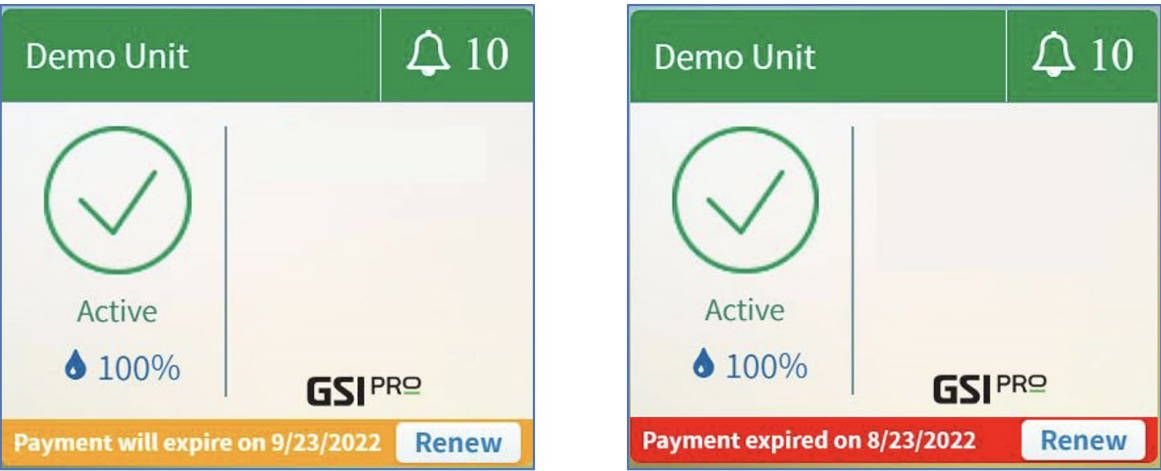 Demo Unit 10
Active
100%
GSI PRO
Payment will expire on 9/23/2022 Renew
Demo Unit 10
Active
100%
GSI PRO
Payment expired on 8/23/2022 Renew